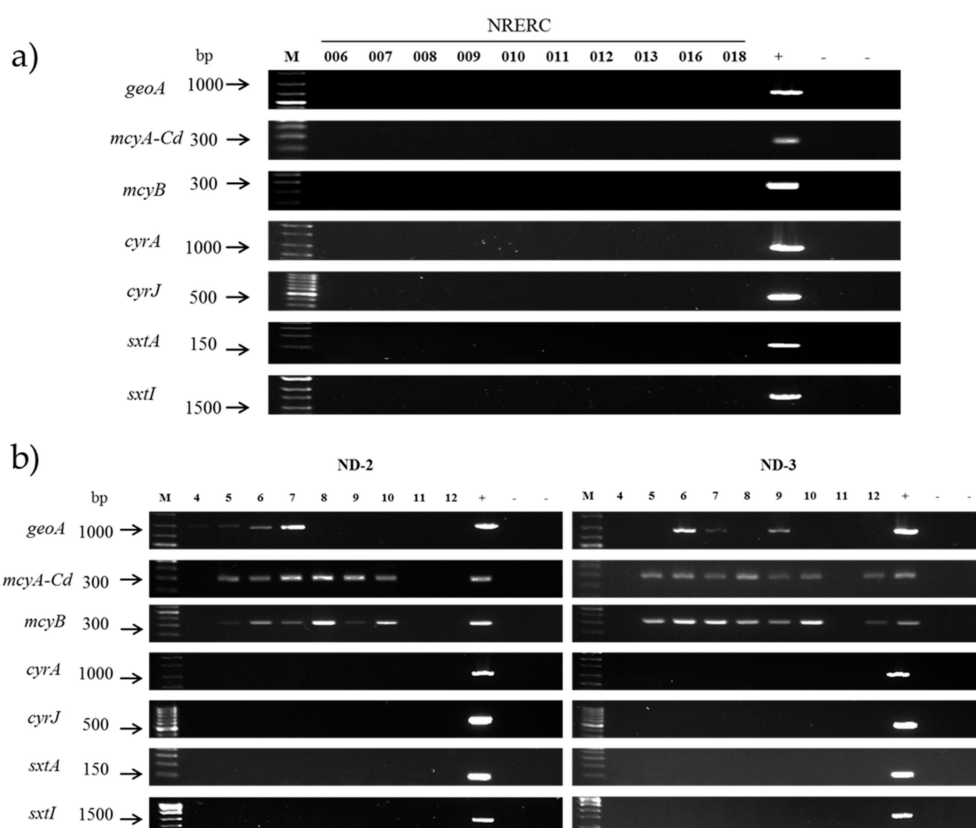 a)
NRERC
bp M 006 007 008 009 010 011 012 013 016 018 + - -
geoA 1000
mcyA-Cd 300
mcyB 300
cyrA 1000
cyrJ 500
sxtA 150
sxtI 1500
b)
ND-2 ND-3
bp M 4 5 6 7 8 9 10 11 12 + - - M 4 5 6 7 8 9 10 11 12 + - -
geoA 1000
mcyA-Cd 300
mcyB 300
cyrA 1000
cyrJ 500
sxtA 150
sxtI 1500